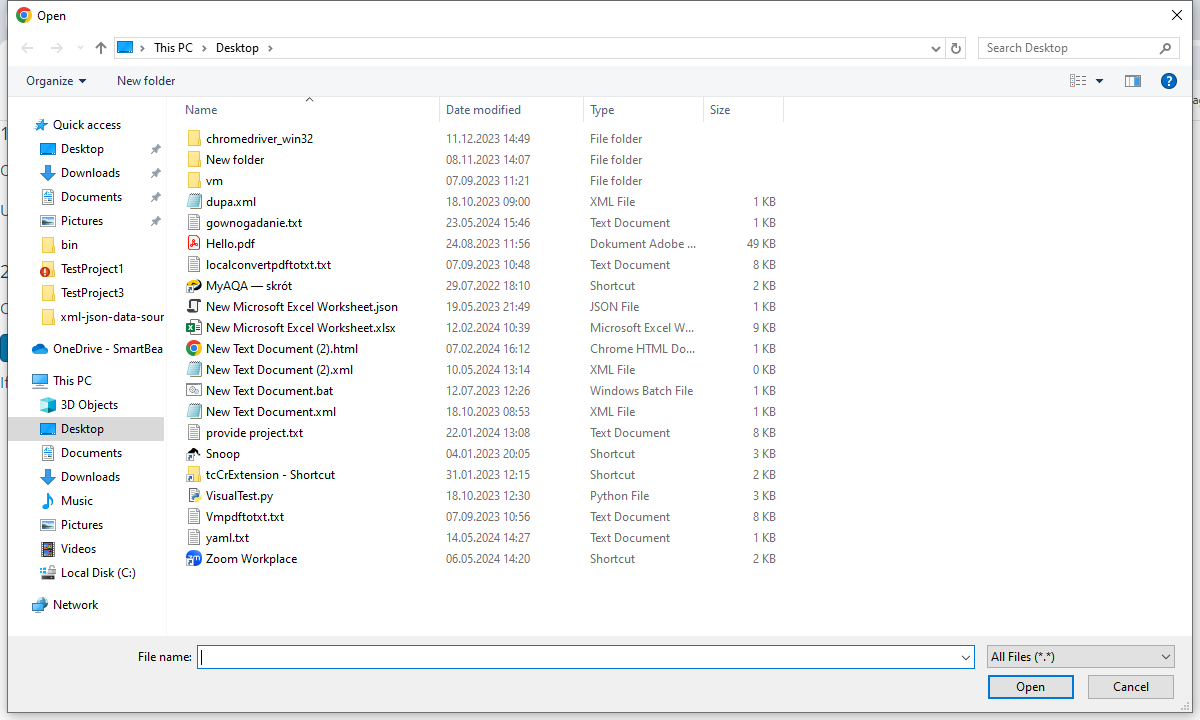 Open
This PC > Desktop >
Search Desktop
Organize
New folder
Name Date modified Type Size
Quick access
Desktop
Downloads
Documents
Pictures
bin
TestProject1
TestProject3
xml-json-data-sour
OneDrive - SmartBea
This PC
3D Objects
Desktop
Documents
Downloads
Music
Pictures
Videos
Local Disk (C:)
Network
chromedriver_win32 11.12.2023 14:49 File folder
New folder 08.11.2023 14:07 File folder
vm 07.09.2023 11:21 File folder
dupa.xml 18.10.2023 09:00 XML File 1 KB
gownogadanie.txt 23.05.2024 15:46 Text Document 1 KB
Hello.pdf 24.08.2023 11:56 Dokument Adobe ... 49 KB
localconvertpdftotxt.txt 07.09.2023 10:48 Text Document 8 KB
MyAQA — skrót 29.07.2022 18:10 Shortcut 2 KB
New Microsoft Excel Worksheet.json 19.05.2023 21:49 JSON File 1 KB
New Microsoft Excel Worksheet.xlsx 12.02.2024 10:39 Microsoft Excel W... 9 KB
New Text Document (2).html 07.02.2024 16:12 Chrome HTML Do... 1 KB
New Text Document (2).xml 10.05.2024 13:14 XML File 0 KB
New Text Document.bat 12.07.2023 12:26 Windows Batch File 1 KB
New Text Document.xml 18.10.2023 08:53 XML File 1 KB
provide project.txt 22.01.2024 13:08 Text Document 8 KB
Snoop 04.01.2023 20:05 Shortcut 3 KB
tcCrExtension - Shortcut 31.01.2023 12:15 Shortcut 2 KB
VisualTest.py 18.10.2023 12:30 Python File 3 KB
Vmpdftotxt.txt 07.09.2023 10:56 Text Document 8 KB
yaml.txt 14.05.2024 14:27 Text Document 1 KB
Zoom Workplace 06.05.2024 14:20 Shortcut 2 KB
File name:
All Files (*.*)
Open
Cancel